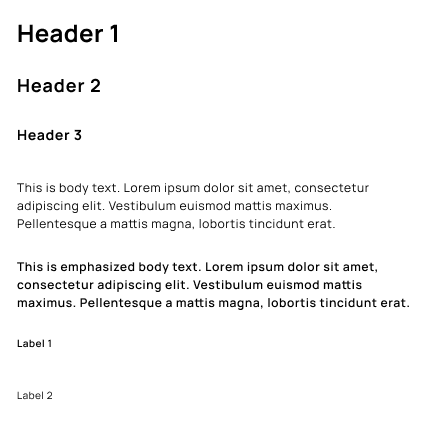 Header 1
Header 2
Header 3
This is body text. Lorem ipsum dolor sit amet, consectetur
adipiscing elit. Vestibulum euismod mattis maximus.
Pellentesque a mattis magna, lobortis tincidunt erat.
This is emphasized body text. Lorem ipsum dolor sit amet,
consectetur adipiscing elit. Vestibulum euismod mattis
maximus. Pellentesque a mattis magna, lobortis tincidunt erat.
Label 1
Label 2